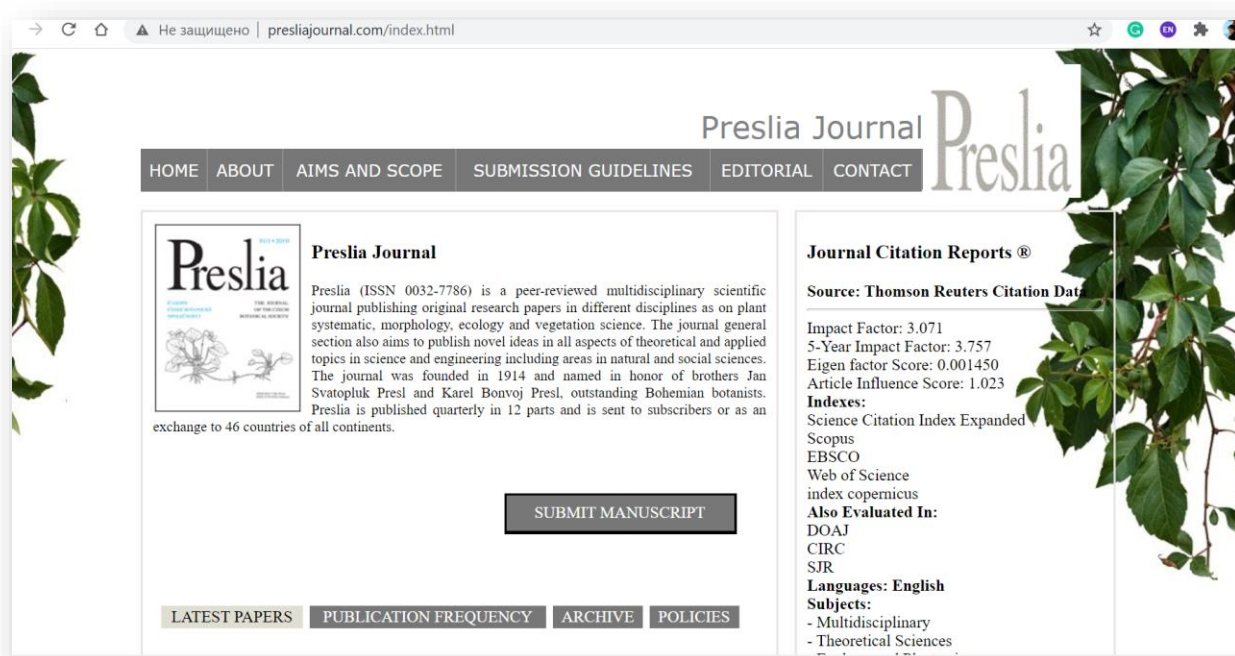 Не защищено | presliajournal.com/index.html
EN
Preslia Journal
Preslia
HOME ABOUT AIMS AND SCOPE SUBMISSION GUIDELINES EDITORIAL CONTACT
Preslia
THE JOURNAL
OF THE CZECH
BOTANICAL SOCIETY
Preslia Journal
Preslia (ISSN 0032-7786) is a peer-reviewed multidisciplinary scientific
journal publishing original research papers in different disciplines as on plant
systematic, morphology, ecology and vegetation science. The journal general
section also aims to publish novel ideas in all aspects of theoretical and applied
topics in science and engineering including areas in natural and social sciences.
The journal was founded in 1914 and named in honor of brothers Jan
Svatopluk Presl and Karel Bonvoj Presl, outstanding Bohemian botanists.
Preslia is published quarterly in 12 parts and is sent to subscribers or as an
exchange to 46 countries of all continents.
SUBMIT MANUSCRIPT
LATEST PAPERS PUBLICATION FREQUENCY ARCHIVE POLICIES
Journal Citation Reports ®
Source: Thomson Reuters Citation Data
Impact Factor: 3.071
5-Year Impact Factor: 3.757
Eigen factor Score: 0.001450
Article Influence Score: 1.023
Indexes:
Science Citation Index Expanded
Scopus
EBSCO
Web of Science
index copernicus
Also Evaluated In:
DOAJ
CIRC
SJR
Languages: English
Subjects:
- Multidisciplinary
- Theoretical Sciences